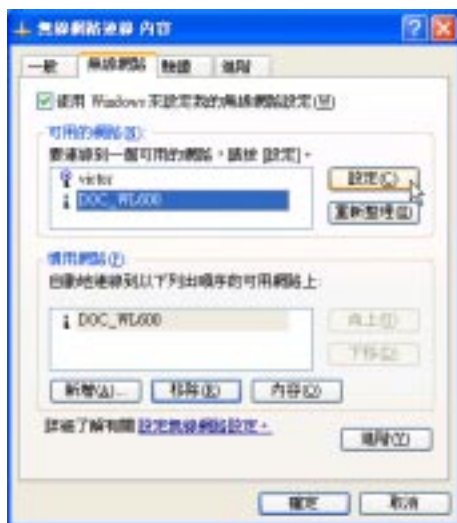 無線網路連線 內容
一般 無線網路 驗證 進階
使用 Windows 來設定我的無線網路設定(W)
可用的網路(N):
要連線到一個可用的網路，請按 [設定]。
victor
DOC_WL600
設定(C)
重新整理(E)
慣用網路(P):
自動地連線到以下列出順序的可用網路上:
DOC_WL600
向上(U)
下移(D)
新增(A)... 移除(R) 內容(O)
詳細了解有關 設定無線網路設定。
進階(V)
確定 取消